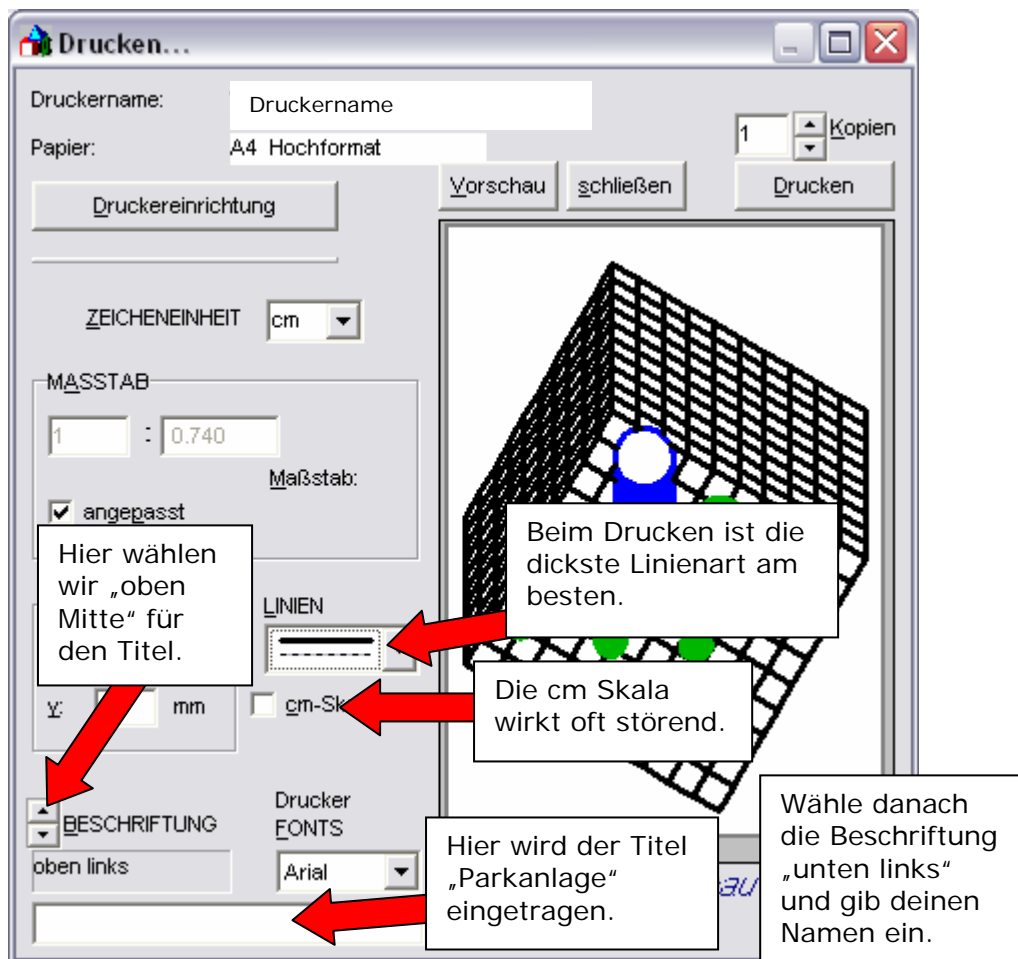 Drucken...
Druckername: Druckername
1 Kopien
Papier: A4 Hochformat
Vorschau schließen Drucken
Druckereinrichtung
ZEICHENEINHEIT cm
MASSTAB
1 : 0.740
Maßstab:
angepasst
Hier wählen
wir „oben
Mitte“ für
den Titel.
Beim Drucken ist die
dickste Linienart am
besten.
LINIEN
y: mm
cm-Sk
Die cm Skala
wirkt oft störend.
BESCHRIFTUNG
oben links
Drucker
FONTS
Arial
Hier wird der Titel
„Parkanlage“
eingetragen.
Wähle danach
die Beschriftung
„unten links“
und gib deinen
Namen ein.